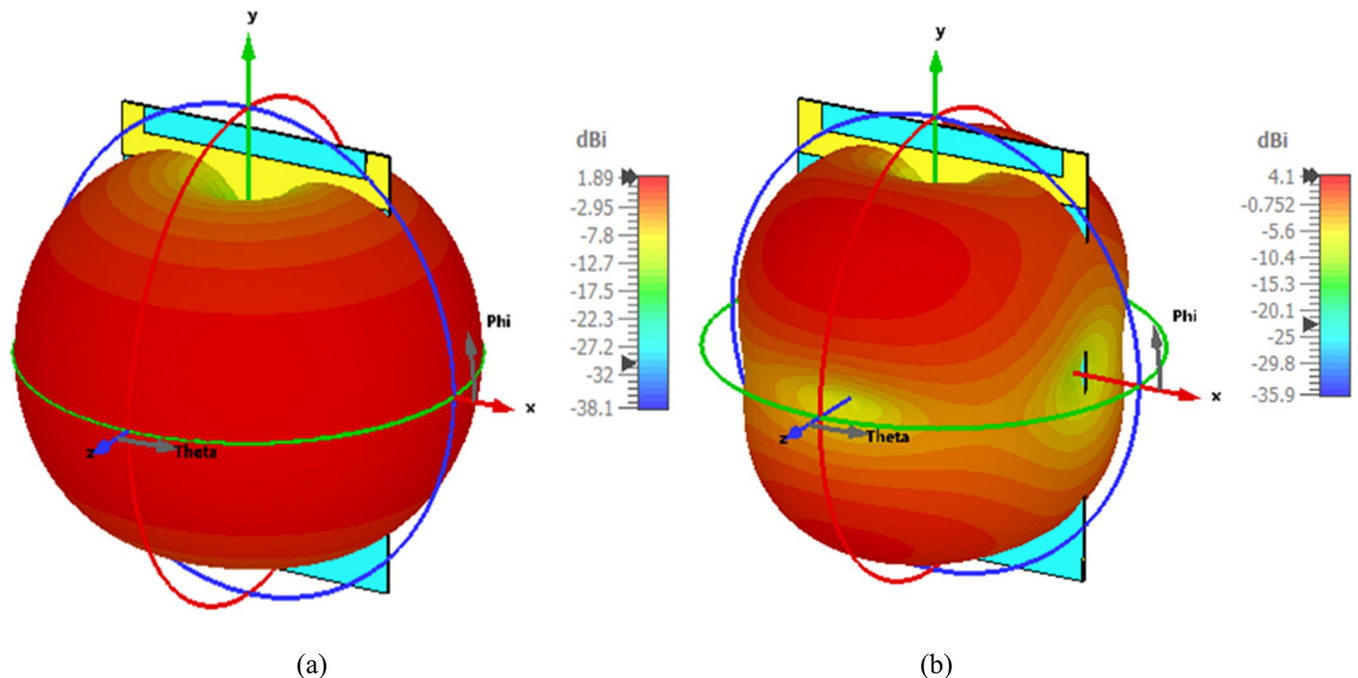 y
dBi
1.89
-2.95
-7.8
-12.7
-17.5
-22.3
-27.2
-32
-38.1
Phi
x
z
Theta
(a)
y
dBi
4.1
-0.752
-5.6
-10.4
-15.3
-20.1
-25
-29.8
-35.9
Phi
x
z
Theta
(b)